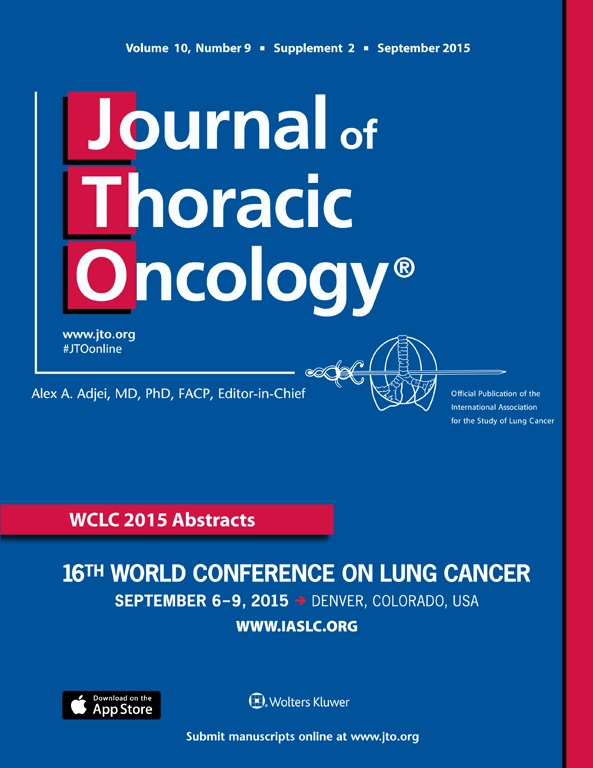 Volume 10, Number 9 ▪ Supplement 2 ▪ September 2015
Journal of
Thoracic
Oncology®
www.jto.org
#JTOonline
Alex A. Adjei, MD, PhD, FACP, Editor-in-Chief
Official Publication of the
International Association
for the Study of Lung Cancer
WCLC 2015 Abstracts
16TH WORLD CONFERENCE ON LUNG CANCER
SEPTEMBER 6–9, 2015 ➔ DENVER, COLORADO, USA
WWW.IASLC.ORG
Download on the
App Store
Wolters Kluwer
Submit manuscripts online at www.jto.org